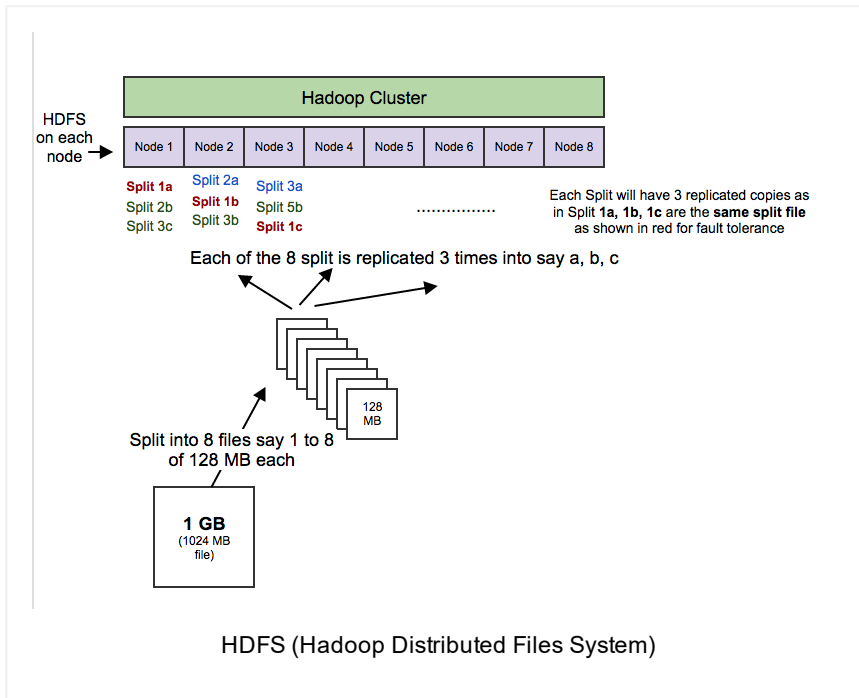 Hadoop Cluster
HDFS
on each
node
Node 1
Node 2
Node 3
Node 4
Node 5
Node 6
Node 7
Node 8
Split 1a
Split 2b
Split 3c
Split 2a
Split 1b
Split 3b
Split 3a
Split 5b
Split 1c
................
Each Split will have 3 replicated copies as
in Split 1a, 1b, 1c are the same split file
as shown in red for fault tolerance
Each of the 8 split is replicated 3 times into say a, b, c
128
MB
Split into 8 files say 1 to 8
of 128 MB each
1 GB
(1024 MB
file)
HDFS (Hadoop Distributed Files System)